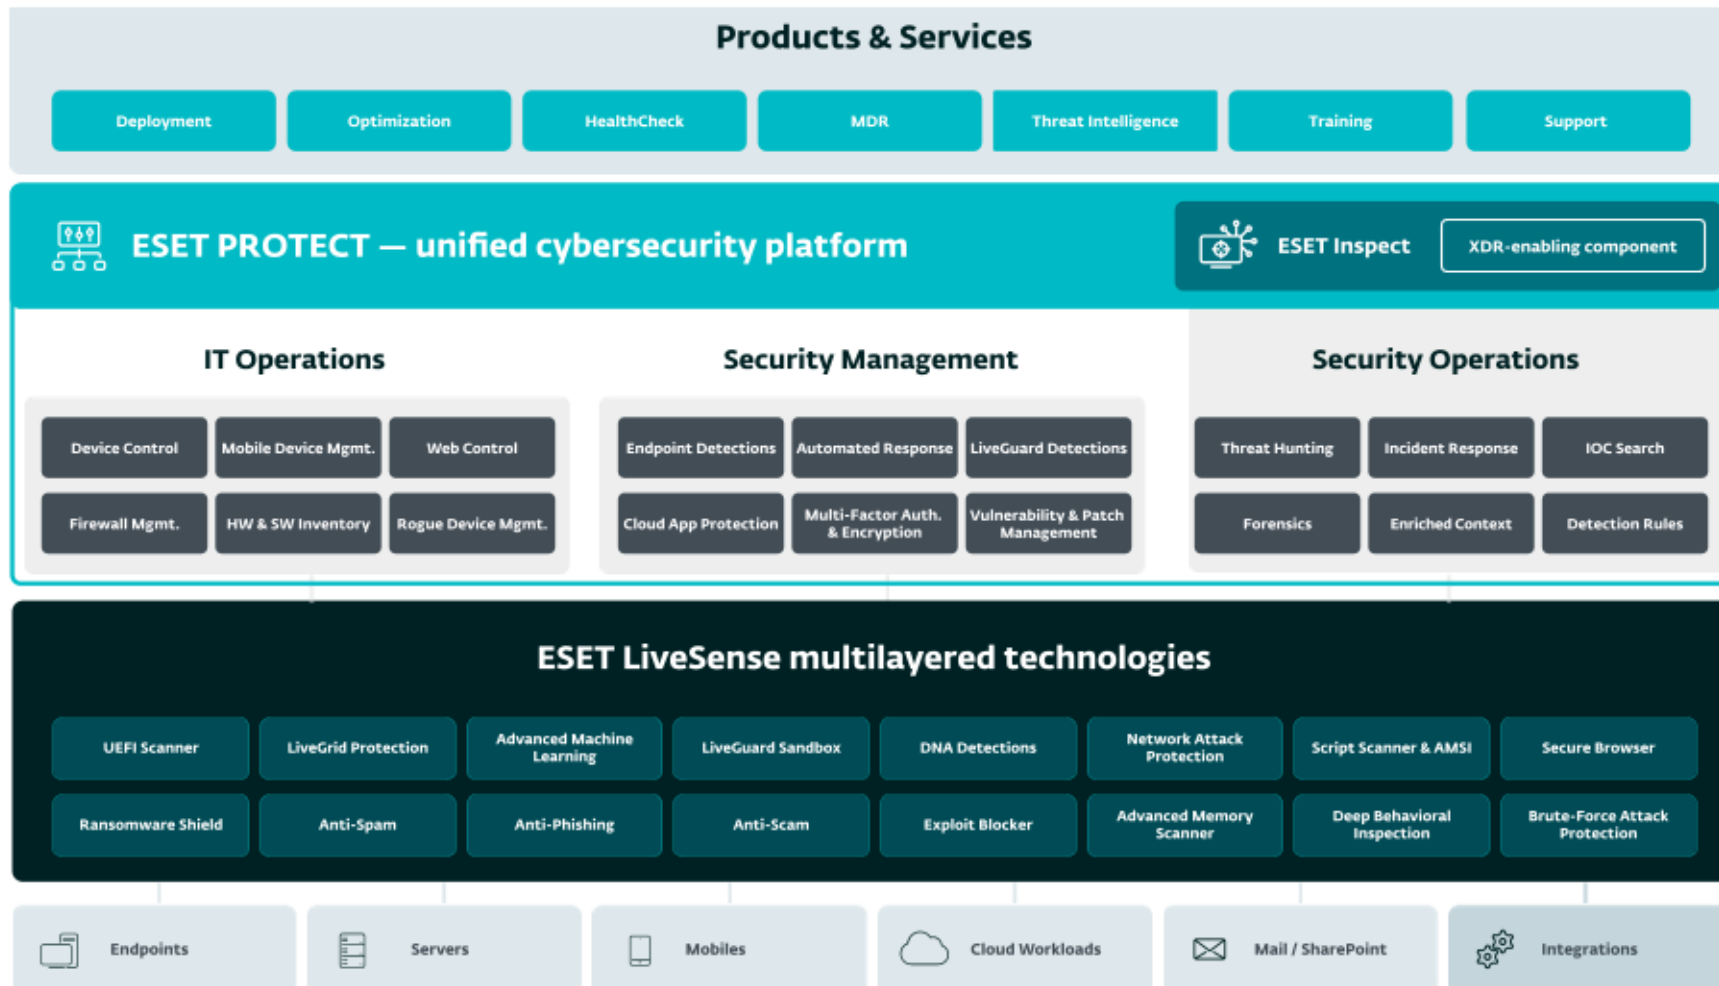 Products & Services
Deployment
Optimization
HealthCheck
MDR
Threat Intelligence
Training
Support
ESET PROTECT — unified cybersecurity platform
ESET Inspect
XDR-enabling component
IT Operations
Security Management
Security Operations
Device Control
Mobile Device Mgmt.
Web Control
Endpoint Detections
Automated Response
LiveGuard Detections
Threat Hunting
Incident Response
IOC Search
Firewall Mgmt.
HW & SW Inventory
Rogue Device Mgmt.
Cloud App Protection
Multi-Factor Auth.
& Encryption
Vulnerability & Patch
Management
Forensics
Enriched Context
Detection Rules
ESET LiveSense multilayered technologies
UEFI Scanner
LiveGrid Protection
Advanced Machine
Learning
LiveGuard Sandbox
DNA Detections
Network Attack
Protection
Script Scanner & AMSI
Secure Browser
Ransomware Shield
Anti-Spam
Anti-Phishing
Anti-Scam
Exploit Blocker
Advanced Memory
Scanner
Deep Behavioral
Inspection
Brute-Force Attack
Protection
Endpoints
Servers
Mobiles
Cloud Workloads
Mail / SharePoint
Integrations